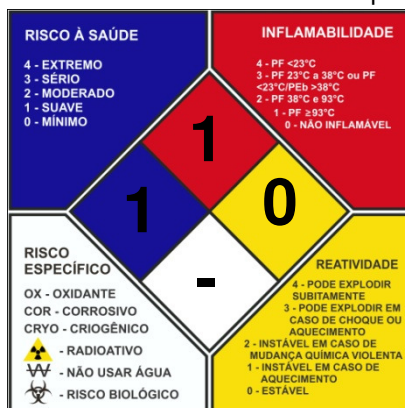 RISCO À SAÚDE
4 - EXTREMO
3 - SÉRIO
2 - MODERADO
1 - SUAVE
0 - MÍNIMO
INFLAMABILIDADE
4 - PF <23°C
3 - PF 23°C a 38°C ou PF
<23°C/PEb >38°C
2 - PF 38°C e 93°C
1 - PF ≥93°C
0 - NÃO INFLAMÁVEL
1
1
0
-
RISCO
ESPECÍFICO
OX - OXIDANTE
COR - CORROSIVO
CRYO - CRIOGÊNICO
- RADIOATIVO
W - NÃO USAR ÁGUA
- RISCO BIOLÓGICO
REATIVIDADE
4 - PODE EXPLODIR
SUBITAMENTE
3 - PODE EXPLODIR EM
CASO DE CHOQUE OU
AQUECIMENTO
2 - INSTÁVEL EM CASO DE
MUDANÇA QUÍMICA VIOLENTA
1 - INSTÁVEL EM CASO DE
AQUECIMENTO
0 - ESTÁVEL